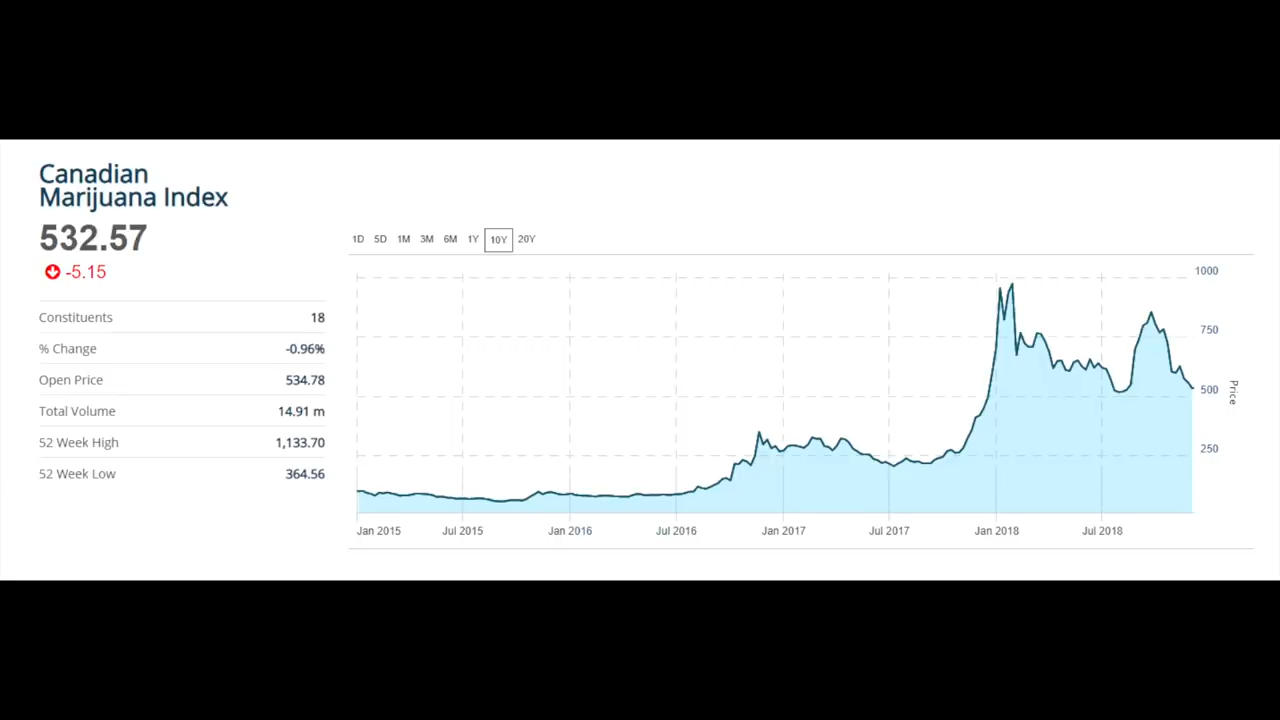 Canadian
Marijuana Index
532.57
-5.15
Constituents 18
% Change -0.96%
Open Price 534.78
Total Volume 14.91 m
52 Week High 1,133.70
52 Week Low 364.56
1D 5D 1M 3M 6M 1Y 10Y 20Y
1000
750
500
250
Price
Jan 2015 Jul 2015 Jan 2016 Jul 2016 Jan 2017 Jul 2017 Jan 2018 Jul 2018